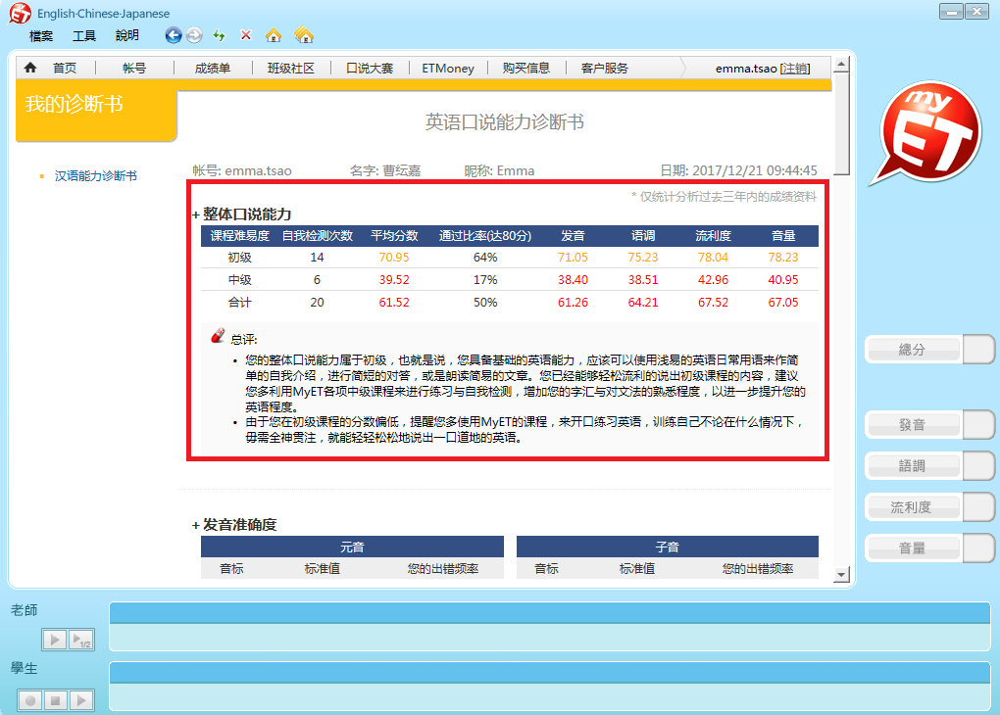 my ET English‧Chinese‧Japanese
檔案 工具 說明
首页 帐号 成绩单 班级社区 口说大赛 ETMoney 购买信息 客户服务 emma.tsao [注销]
我的诊断书
汉语能力诊断书
英语口说能力诊断书
帐号: emma.tsao 名字: 曹纭嘉 昵称: Emma 日期: 2017/12/21 09:44:45
* 仅统计分析过去三年内的成绩资料
+ 整体口说能力
课程难易度 自我检测次数 平均分数 通过比率(达80分) 发音 语调 流利度 音量
初级 14 70.95 64% 71.05 75.23 78.04 78.23
中级 6 39.52 17% 38.40 38.51 42.96 40.95
合计 20 61.52 50% 61.26 64.21 67.52 67.05
总评:
• 您的整体口说能力属于初级，也就是说，您具备基础的英语能力，应该可以使用浅易的英语日常用语来作简
单的自我介绍，进行简短的对答，或是朗读简易的文章。您已经能够轻松流利的说出初级课程的内容，建议
您多利用MyET各项中级课程来进行练习与自我检测，增加您的字汇与对文法的熟悉程度，以进一步提升您的
英语程度。
• 由于您在初级课程的分数偏低，提醒您多使用MyET的课程，来开口练习英语，训练自己不论在什么情况下，
毋需全神贯注，就能轻轻松松地说出一口道地的英语。
+ 发音准确度
元音 子音
音标 标准值 您的出错频率 音标 标准值 您的出错频率
my
ET
總分
發音
語調
流利度
音量
老師
1/2
學生